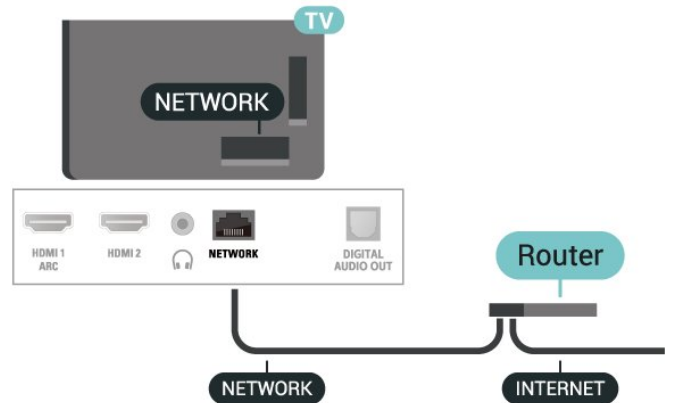 TV
NETWORK
HDMI 1
ARC
HDMI 2
NETWORK
DIGITAL
AUDIO OUT
Router
NETWORK
INTERNET